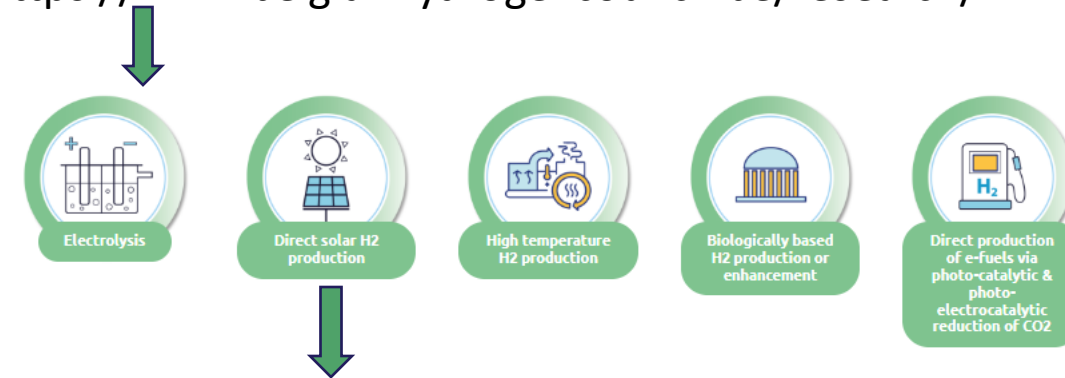 + −
H2
Electrolysis
Direct solar H2
production
High temperature
H2 production
Biologically based
H2 production or
enhancement
Direct production
of e-fuels via
photo-catalytic &
photo-
electrocatalytic
reduction of CO2